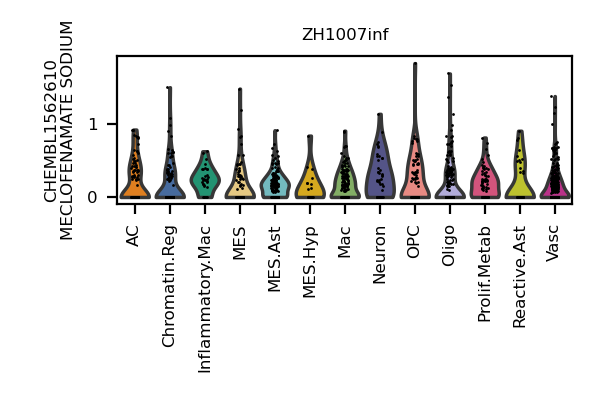 ZH1007inf
CHEMBL1562610
MECLOFENAMATE SODIUM
1
0
AC
Chromatin.Reg
Inflammatory.Mac
MES
MES.Ast
MES.Hyp
Mac
Neuron
OPC
Oligo
Prolif.Metab
Reactive.Ast
Vasc